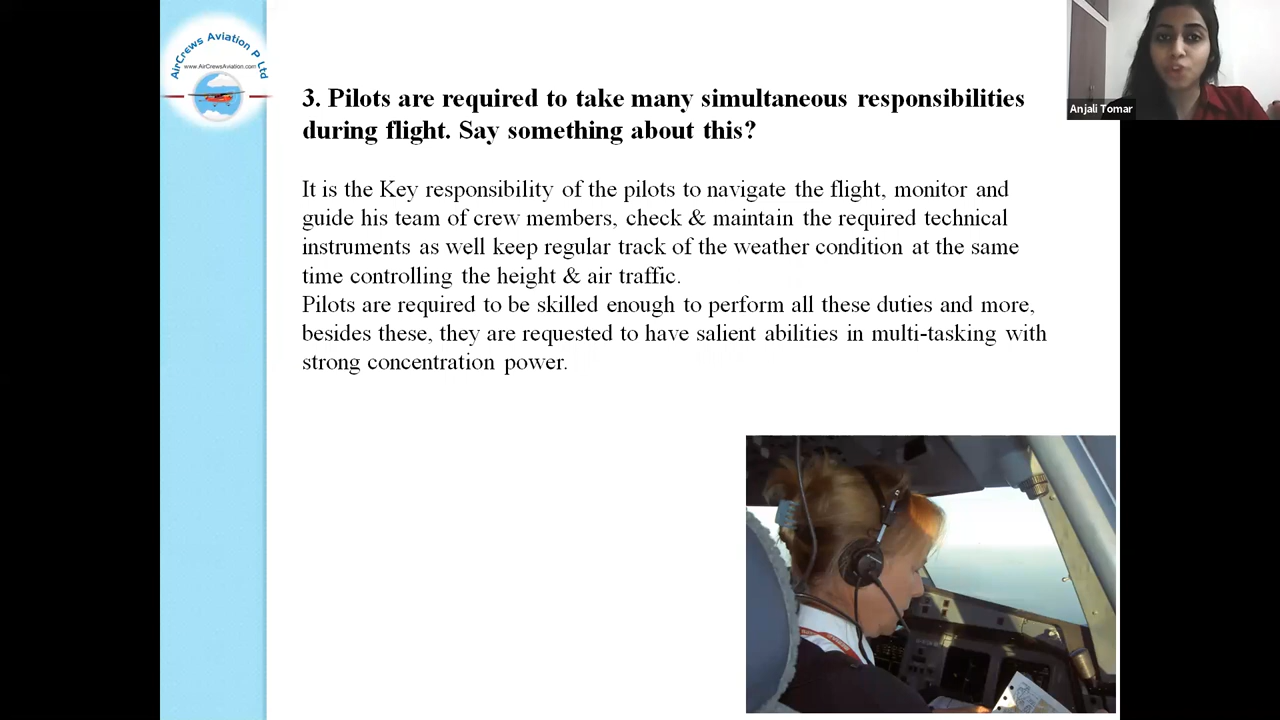 AirCrews Aviation P Ltd
www.AirCrewsAviation.com
Anjali Tomar
3. Pilots are required to take many simultaneous responsibilities
during flight. Say something about this?
It is the Key responsibility of the pilots to navigate the flight, monitor and
guide his team of crew members, check & maintain the required technical
instruments as well keep regular track of the weather condition at the same
time controlling the height & air traffic.
Pilots are required to be skilled enough to perform all these duties and more,
besides these, they are requested to have salient abilities in multi-tasking with
strong concentration power.